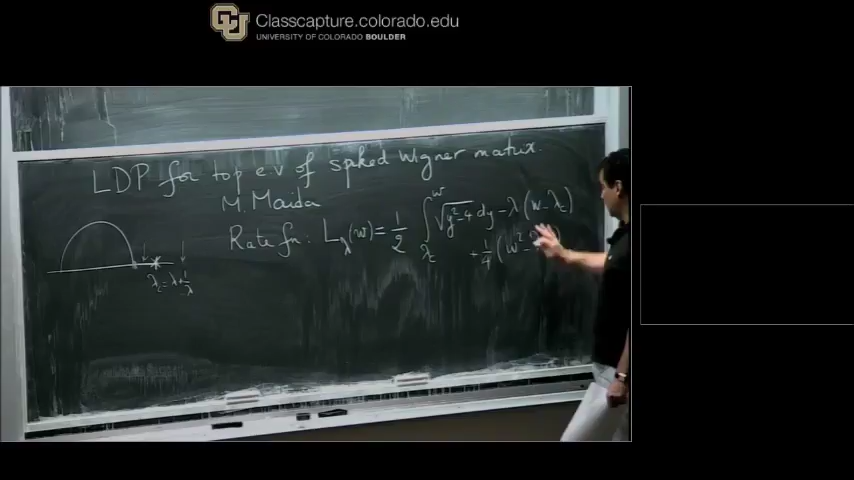 Classcapture.colorado.edu
UNIVERSITY OF COLORADO BOULDER
LDP for top e.v of spiked Wigner matrix.
M. Maida
Rate fn: L_λ(w) = 1/2 ∫_{λ_c}^{w} √(y²-4) dy - λ(w - λ_c)
+ 1/4 (w² -
λ_c = λ + 1/λ